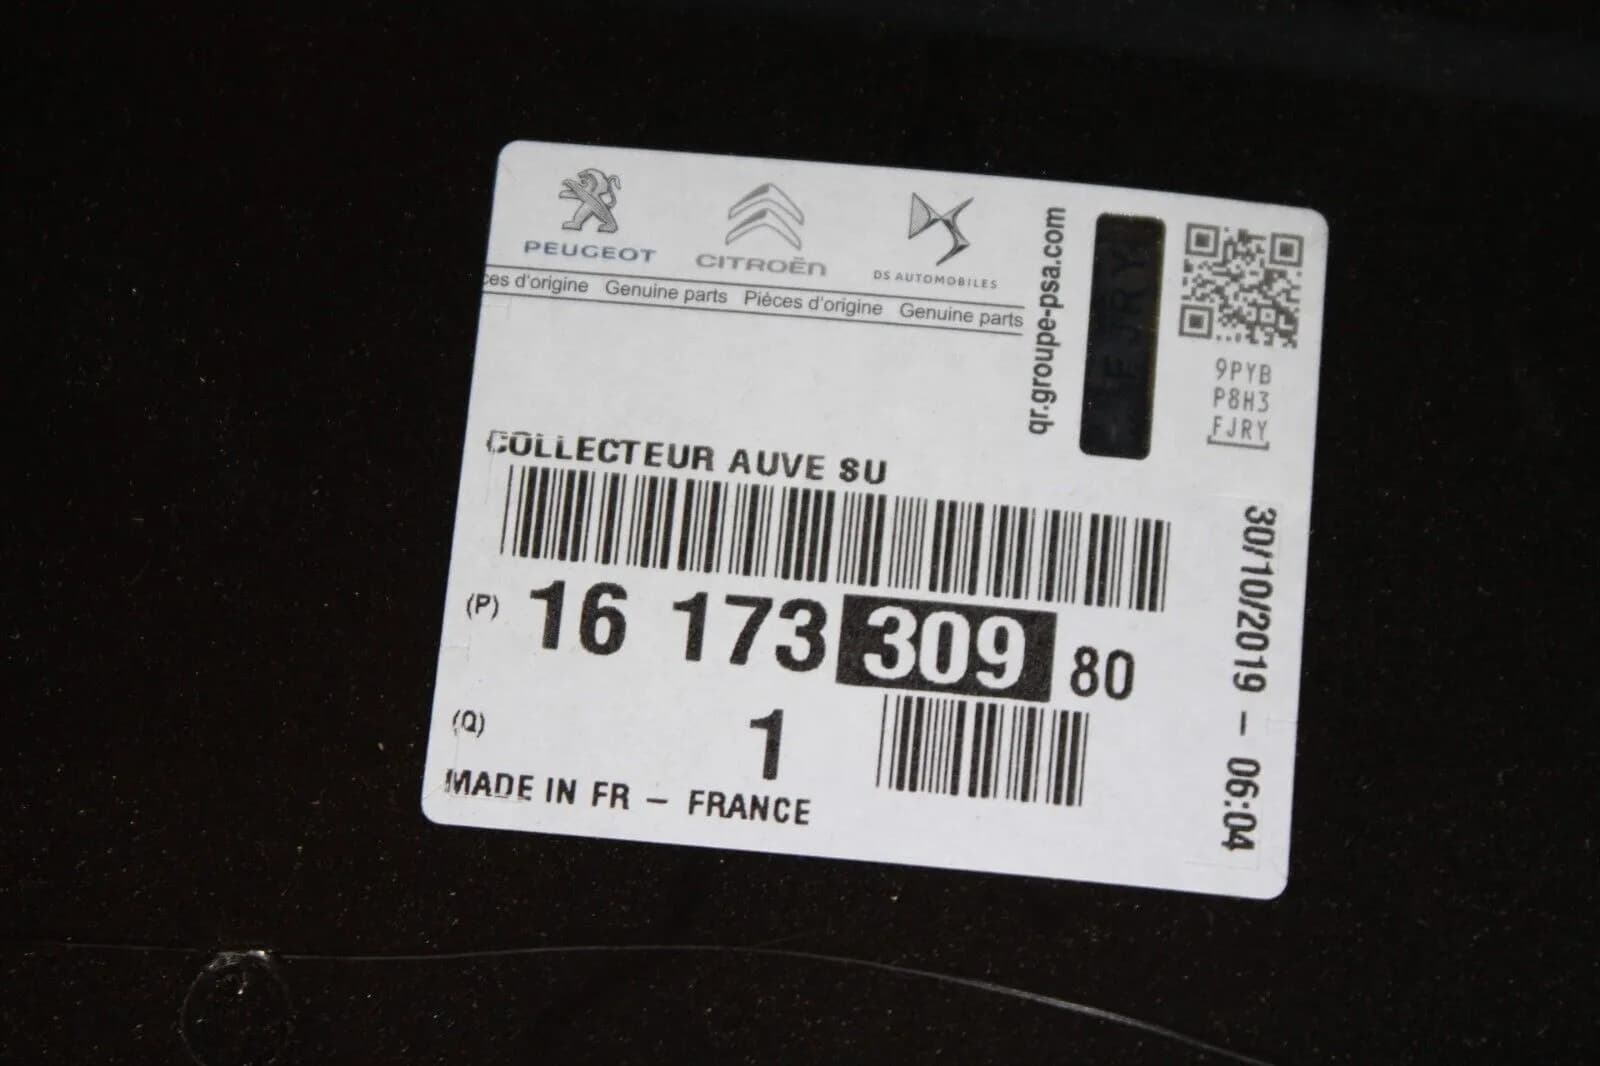 PEUGEOT CITROËN DS AUTOMOBILES
ces d'origine Genuine parts Pièces d'origine Genuine parts
qr.groupe-psa.com
FJRY
9PYB
P8H3
FJRY
COLLECTEUR AUVE SU
(P) 16 173 309 80
(Q) 1
MADE IN FR - FRANCE
30/10/2019 - 06:04